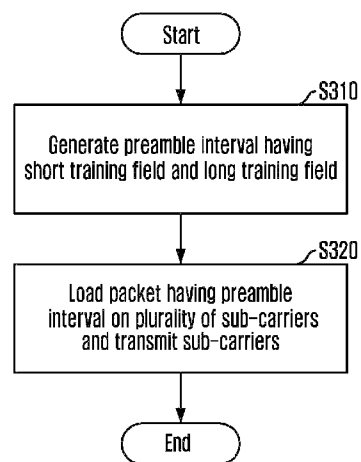 Start
S310
Generate preamble interval having
short training field and long training field
S320
Load packet having preamble
interval on plurality of sub-carriers
and transmit sub-carriers
End